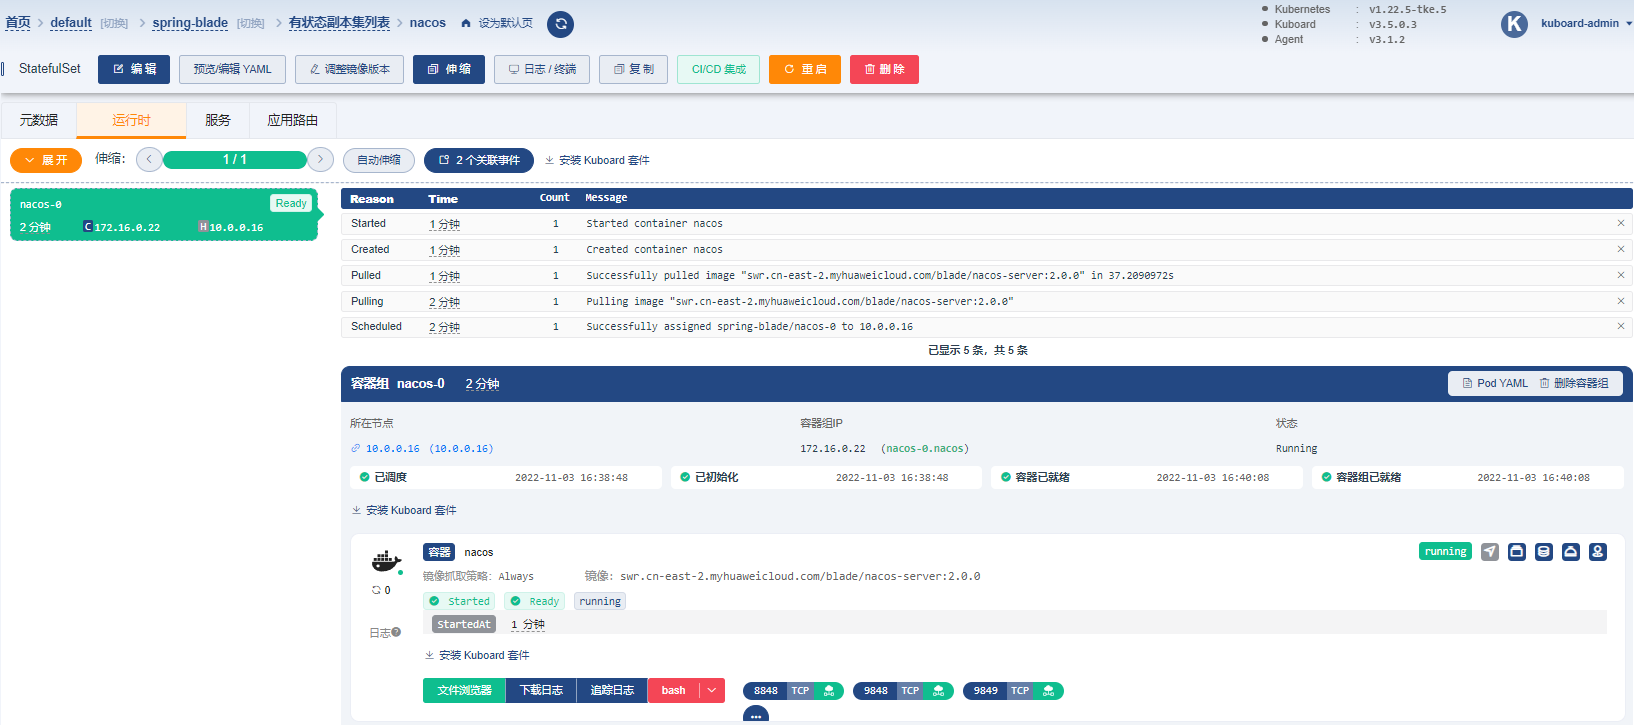 首页 > default [切换] > spring-blade [切换] > 有状态副本集列表 > nacos 设为默认页
Kubernetes : v1.22.5-tke.5
Kuboard : v3.5.0.3
Agent : v3.1.2
K kuboard-admin
StatefulSet 编辑 预览/编辑 YAML 调整镜像版本 伸缩 日志 / 终端 复制 CI/CD 集成 重启 删除
元数据 运行时 服务 应用路由
展开 伸缩: 1 / 1 自动伸缩 2 个关联事件 安装 Kuboard 套件
nacos-0 Ready
2 分钟 C 172.16.0.22 H 10.0.0.16
Reason Time Count Message
Started 1 分钟 1 Started container nacos
Created 1 分钟 1 Created container nacos
Pulled 1 分钟 1 Successfully pulled image "swr.cn-east-2.myhuaweicloud.com/blade/nacos-server:2.0.0" in 37.2090972s
Pulling 2 分钟 1 Pulling image "swr.cn-east-2.myhuaweicloud.com/blade/nacos-server:2.0.0"
Scheduled 2 分钟 1 Successfully assigned spring-blade/nacos-0 to 10.0.0.16
已显示 5 条，共 5 条
容器组 nacos-0 2 分钟 Pod YAML 删除容器组
所在节点 容器组IP 状态
10.0.0.16 (10.0.0.16) 172.16.0.22 (nacos-0.nacos) Running
已调度 2022-11-03 16:38:48 已初始化 2022-11-03 16:38:48 容器已就绪 2022-11-03 16:40:08 容器组已就绪 2022-11-03 16:40:08
安装 Kuboard 套件
容器 nacos running
镜像抓取策略: Always 镜像: swr.cn-east-2.myhuaweicloud.com/blade/nacos-server:2.0.0
0
Started Ready running
StartedAt 1 分钟
日志
安装 Kuboard 套件
文件浏览器 下载日志 追踪日志 bash 8848 TCP 9848 TCP 9849 TCP